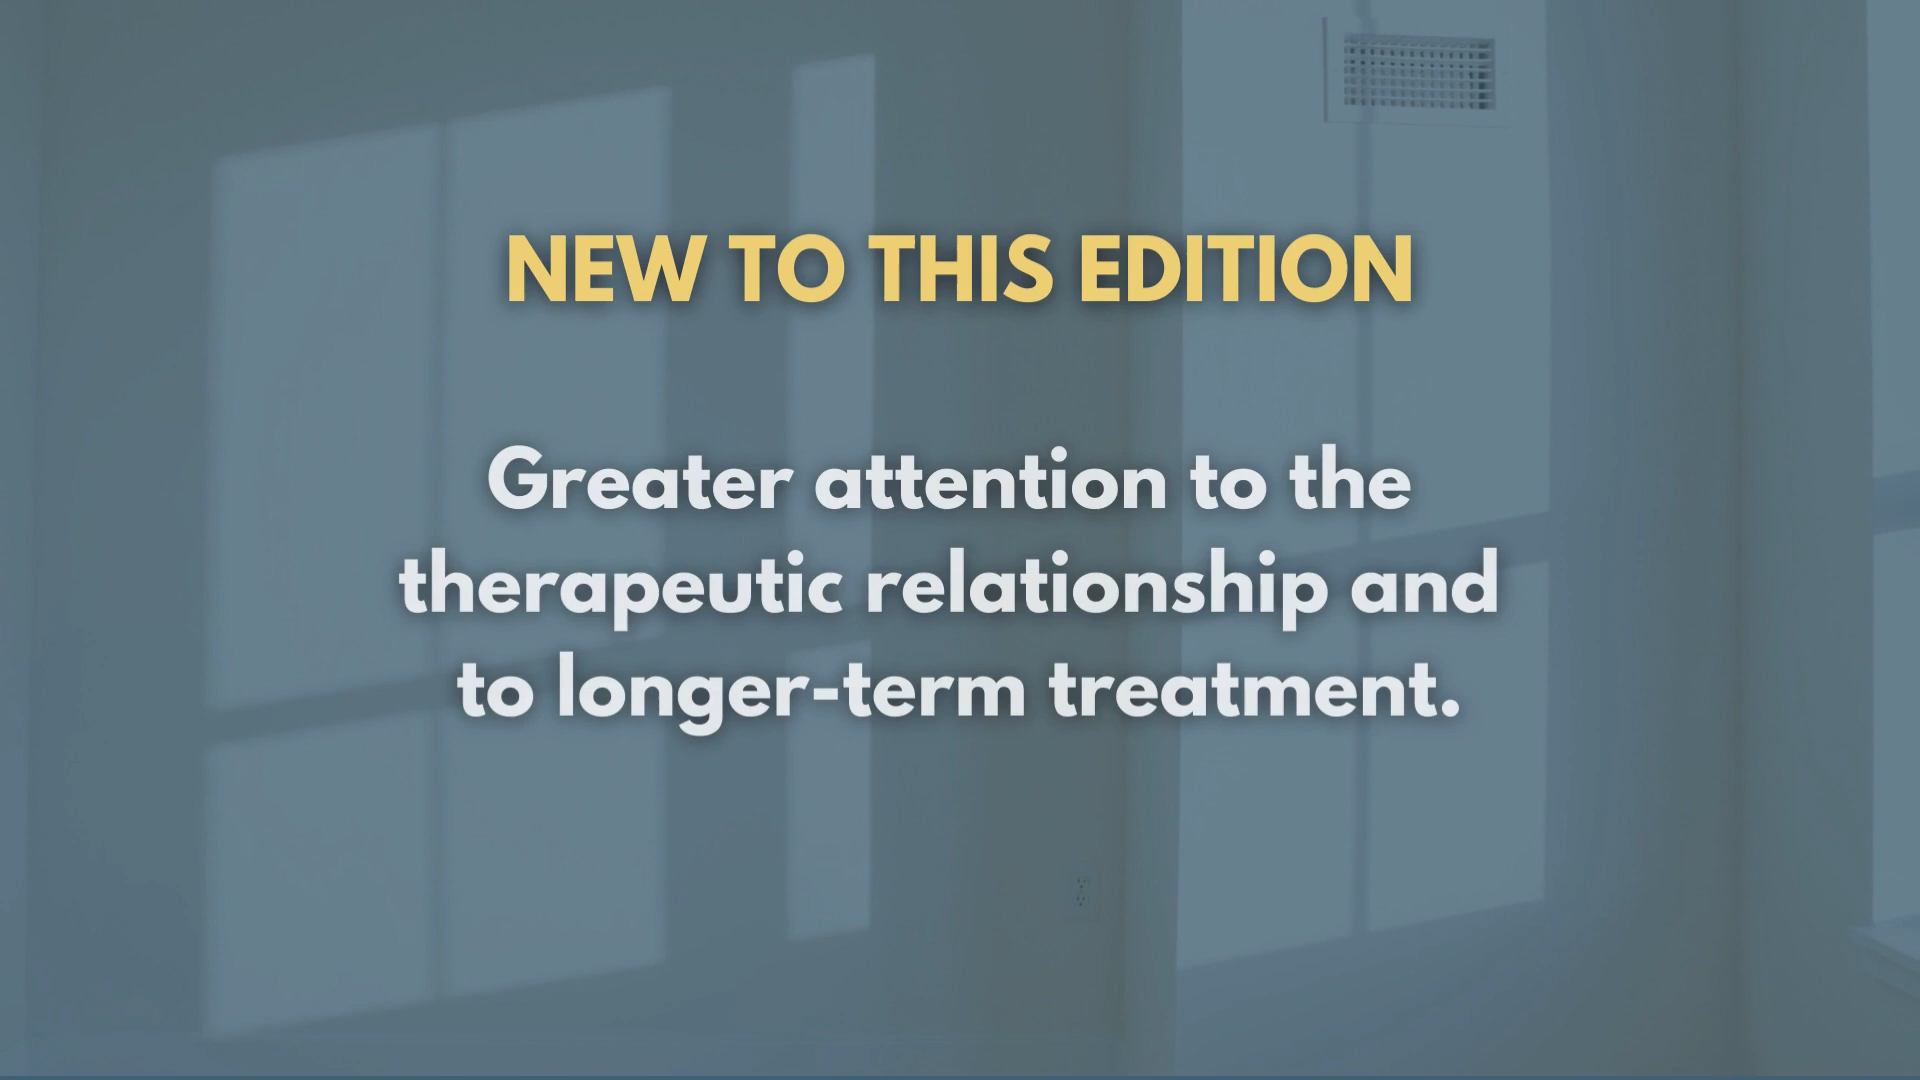 NEW TO THIS EDITION
Greater attention to the
therapeutic relationship and
to longer-term treatment.